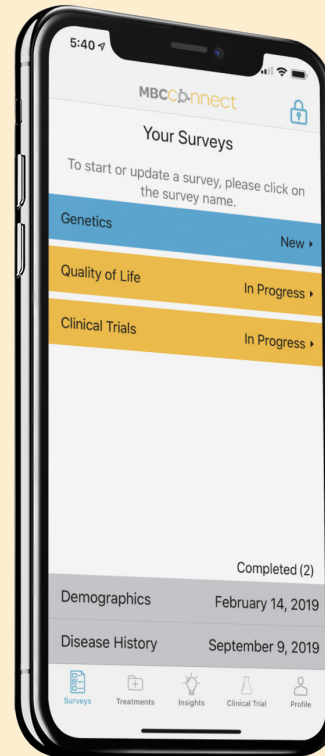 5:40
MBCConnect
Your Surveys
To start or update a survey, please click on
the survey name.
Genetics New
Quality of Life In Progress
Clinical Trials In Progress
Completed (2)
Demographics February 14, 2019
Disease History September 9, 2019
Surveys Treatments Insights Clinical Trial Profile